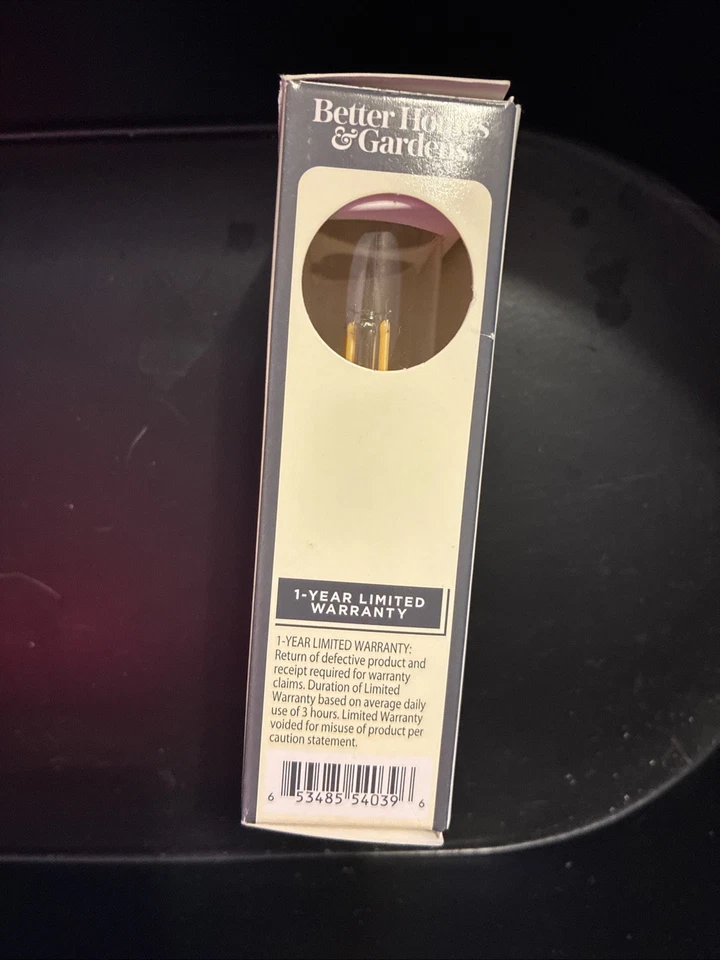 Better Homes
& Gardens
1-YEAR LIMITED
WARRANTY
1-YEAR LIMITED WARRANTY:
Return of defective product and
receipt required for warranty
claims. Duration of Limited
Warranty based on average daily
use of 3 hours. Limited Warranty
voided for misuse of product per
caution statement.
6 53485 54039 6